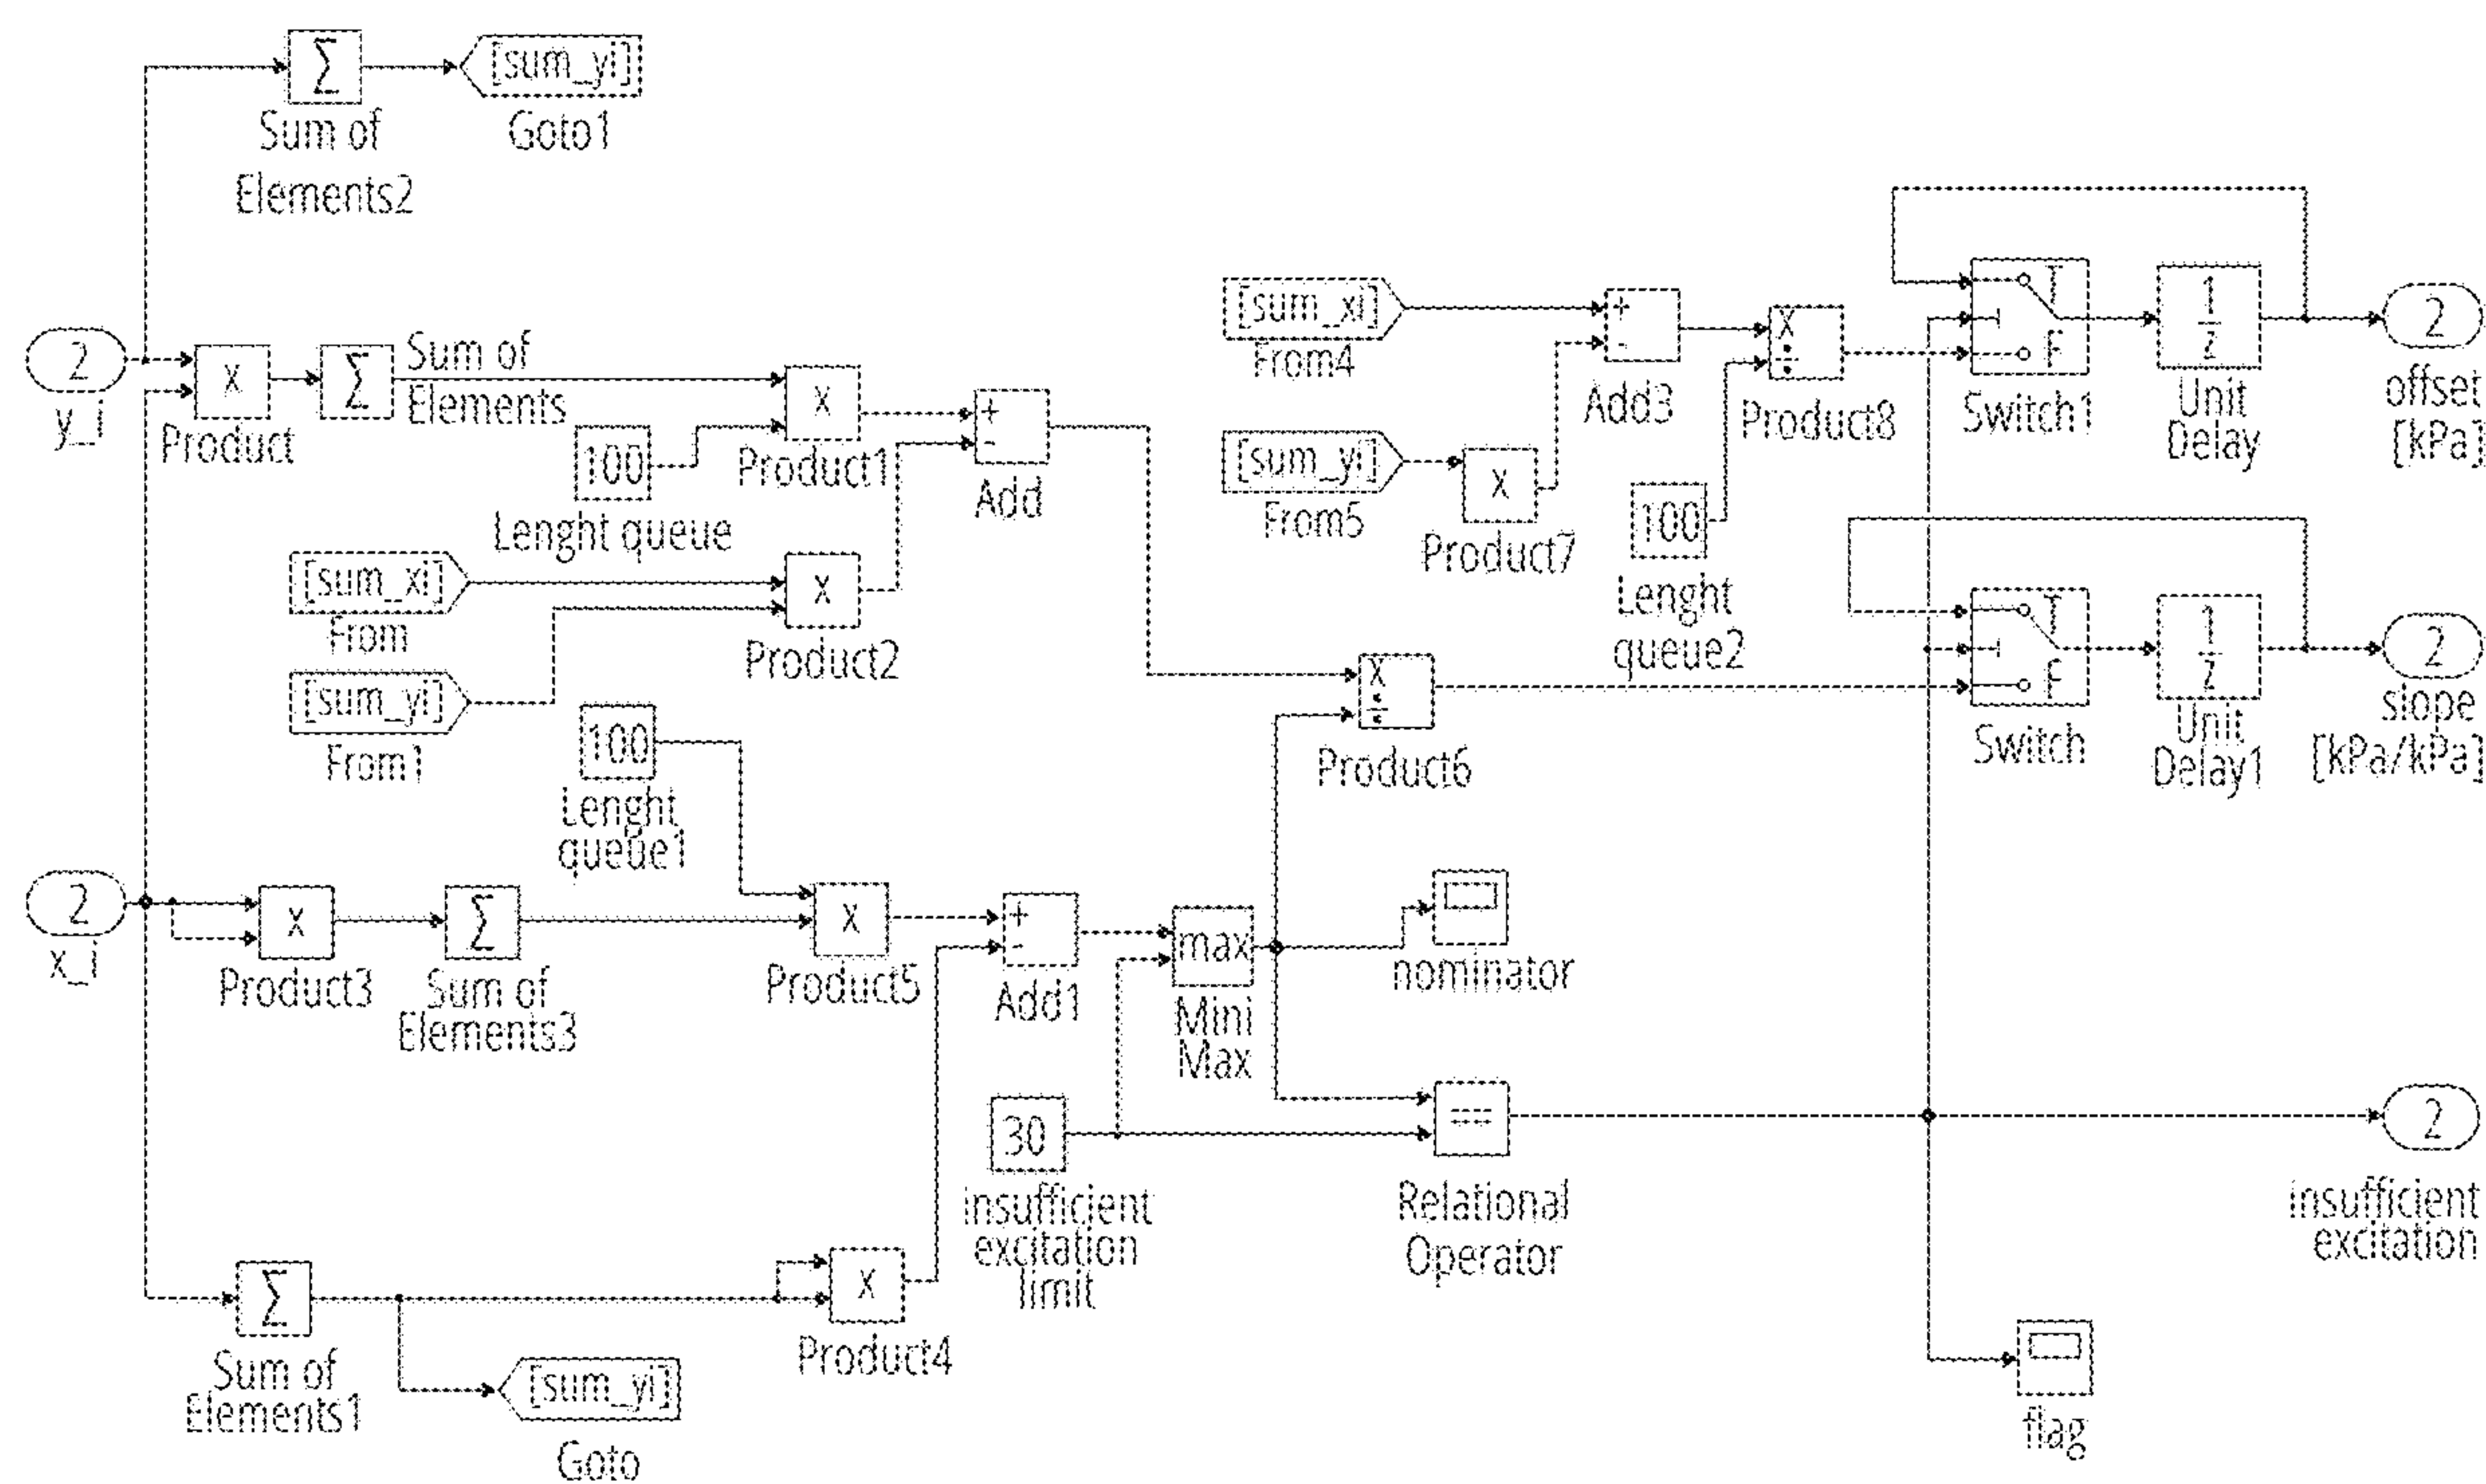 Σ
[sum_yi]
Sum of
Elements2
Goto1
2
y_i
X
Product
Σ
Sum of
Elements
100
Lenght queue
X
Product1
+
-
Add
[sum_xi]
From
[sum_yi]
From1
X
Product2
[sum_xi]
From4
[sum_yi]
From5
X
Product7
+
-
Add3
100
Lenght
queue2
X
÷
Product8
T
F
Switch1
1
z
Unit
Delay
2
offset
[kPa]
X
÷
Product6
T
F
Switch
1
z
Unit
Delay1
2
slope
[kPa/kPa]
100
Lenght
queue1
2
x_i
X
Product3
Σ
Sum of
Elements3
X
Product5
+
-
Add1
max
Mini
Max
nominator
30
insufficient
excitation
limit
==
Relational
Operator
2
insufficient
excitation
Σ
Sum of
Elements1
X
Product4
[sum_yi]
Goto
flag